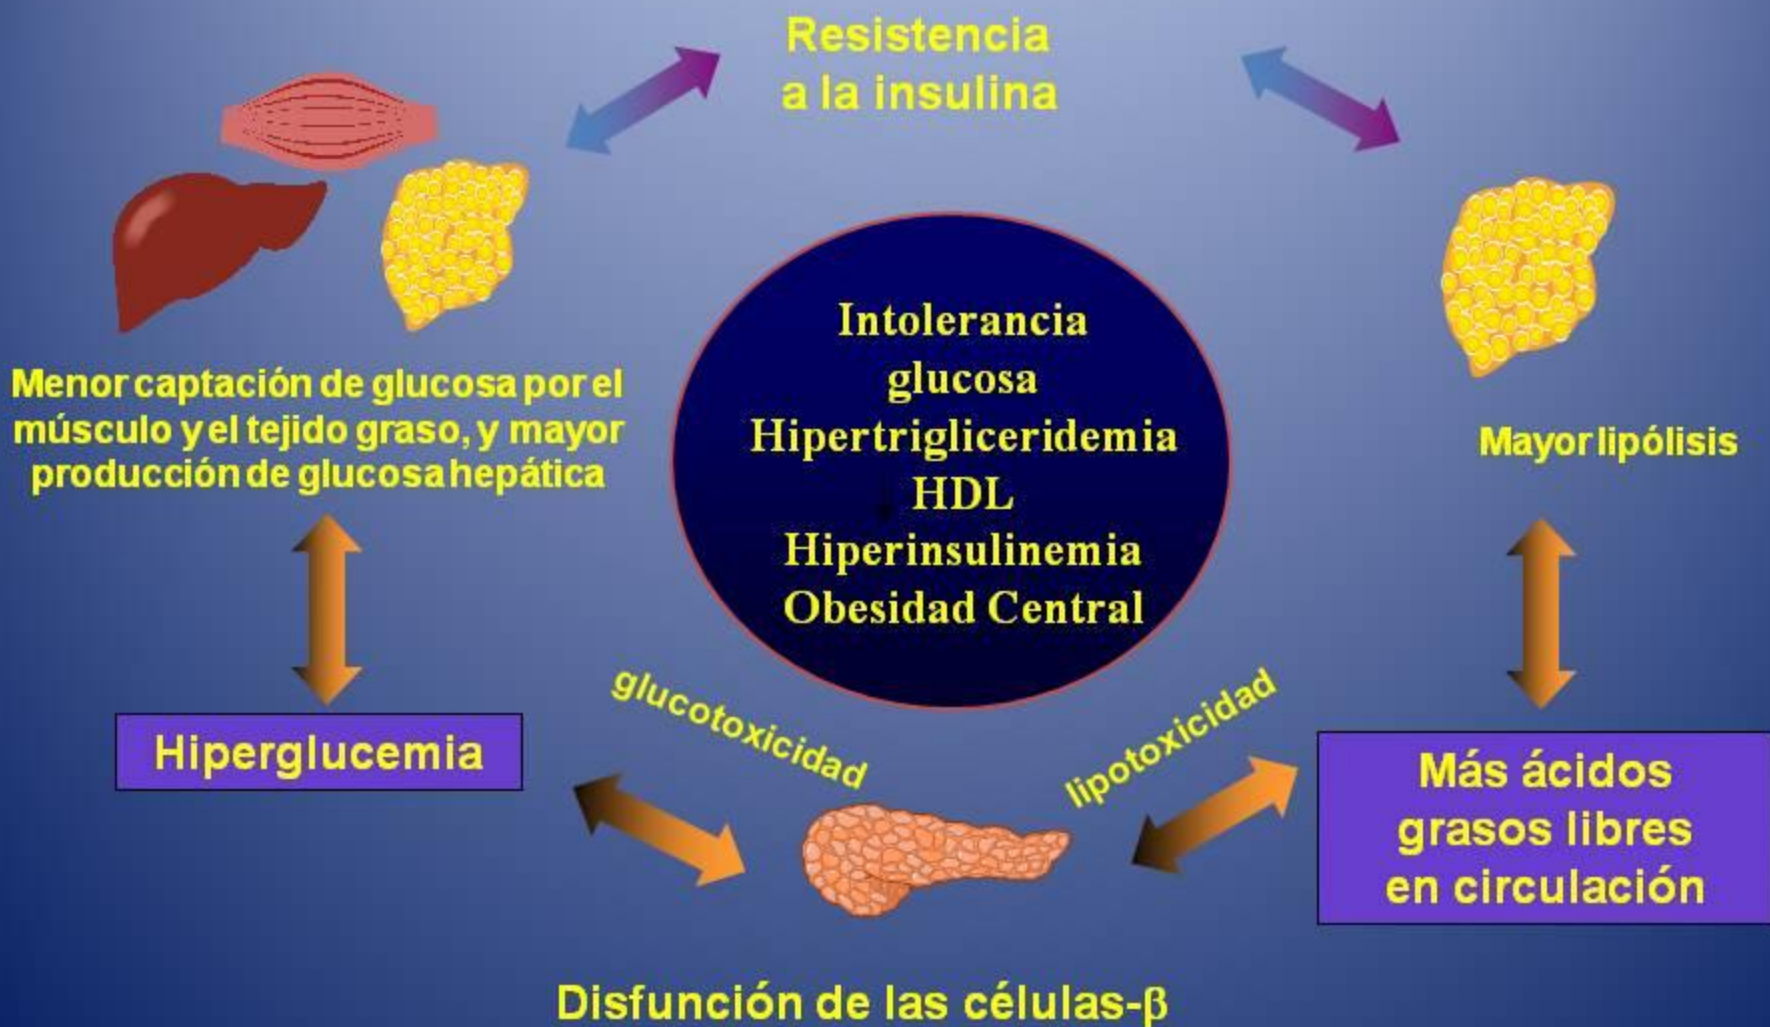 Resistencia
a la insulina
Menor captación de glucosa por el
músculo y el tejido graso, y mayor
producción de glucosa hepática
Intolerancia
glucosa
Hipertrigliceridemia
↓ HDL
Hiperinsulinemia
Obesidad Central
Mayor lipólisis
glucotoxicidad
lipotoxicidad
Hiperglucemia
Más ácidos
grasos libres
en circulación
Disfunción de las células-β